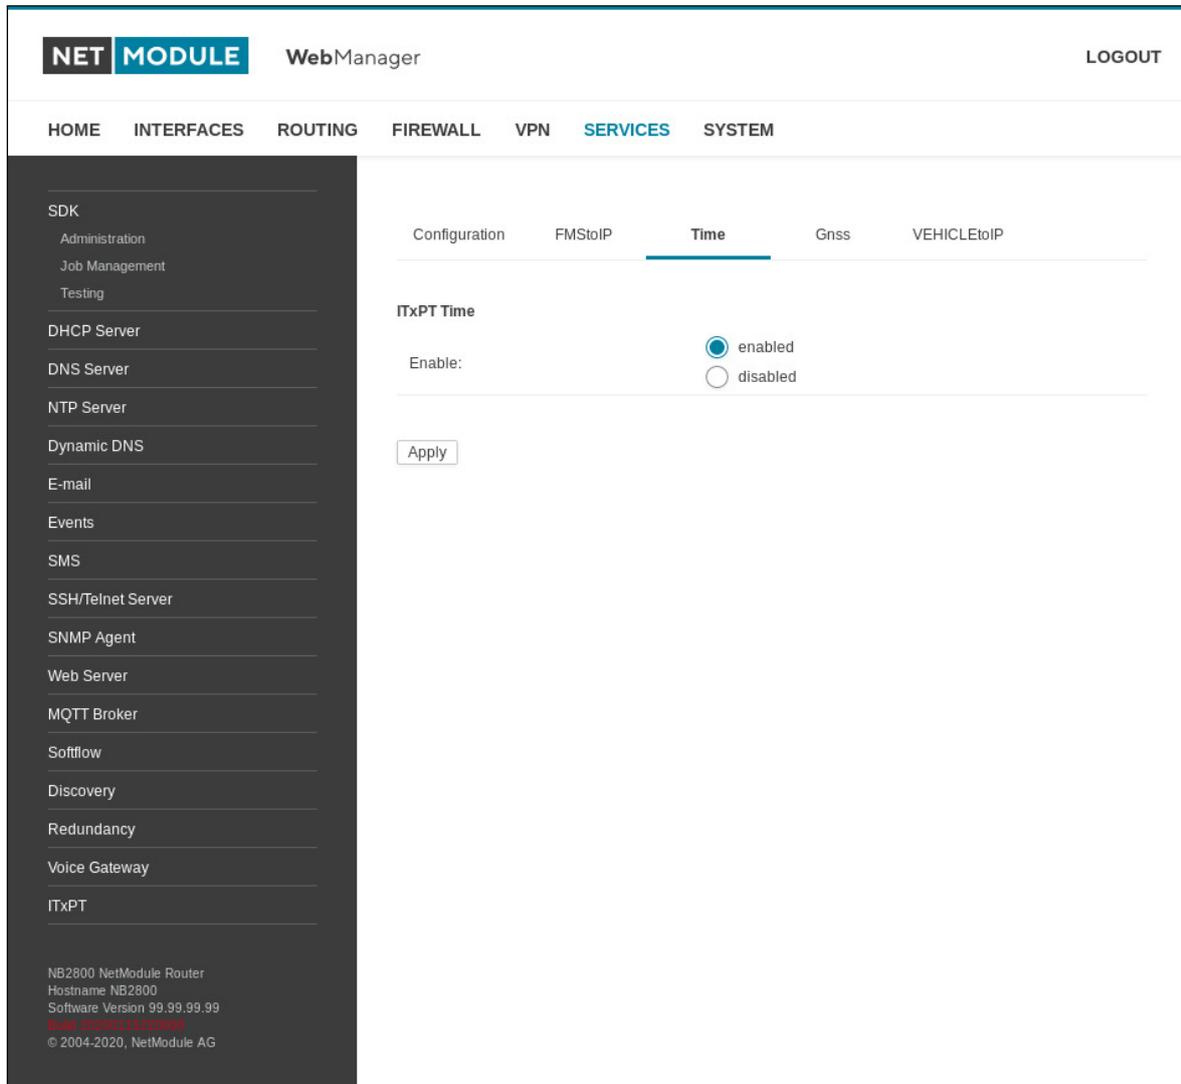 NET MODULE WebManager LOGOUT
HOME INTERFACES ROUTING FIREWALL VPN SERVICES SYSTEM
SDK
Administration
Job Management
Testing
DHCP Server
DNS Server
NTP Server
Dynamic DNS
E-mail
Events
SMS
SSH/Telnet Server
SNMP Agent
Web Server
MQTT Broker
Softflow
Discovery
Redundancy
Voice Gateway
ITxPT
NB2800 NetModule Router
Hostname NB2800
Software Version 99.99.99.99
Build
© 2004-2020, NetModule AG
Configuration FMStoIP Time Gnss VEHICLEtoIP
ITxPT Time
Enable:
enabled
disabled
Apply